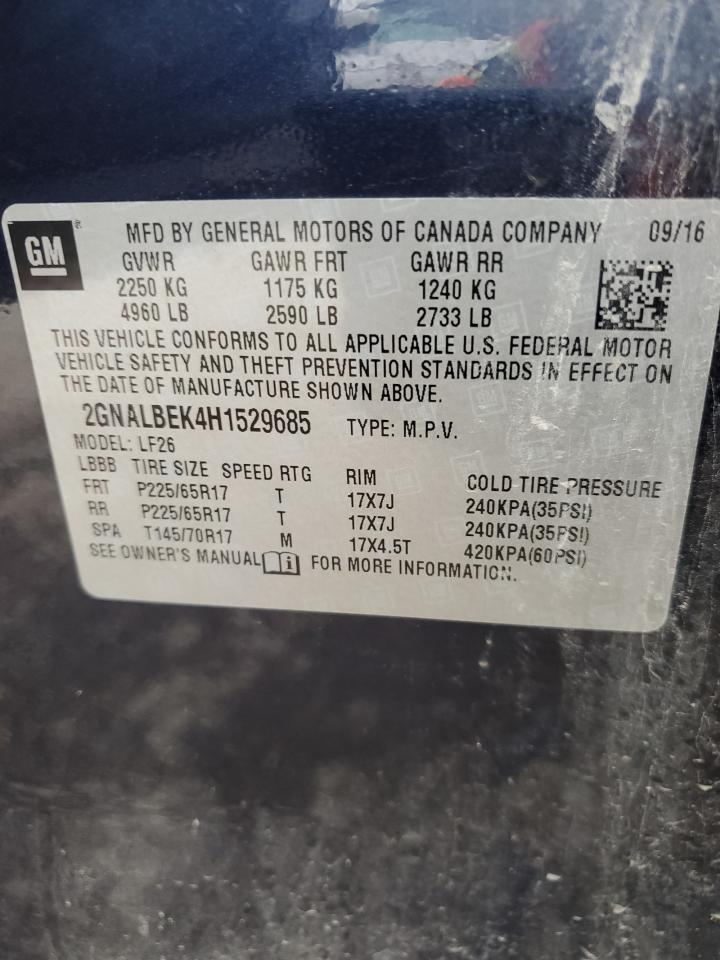 GM
MFD BY GENERAL MOTORS OF CANADA COMPANY 09/16
GVWR GAWR FRT GAWR RR
2250 KG 1175 KG 1240 KG
4960 LB 2590 LB 2733 LB
THIS VEHICLE CONFORMS TO ALL APPLICABLE U.S. FEDERAL MOTOR
VEHICLE SAFETY AND THEFT PREVENTION STANDARDS IN EFFECT ON
THE DATE OF MANUFACTURE SHOWN ABOVE.
2GNALBEK4H1529685 TYPE: M.P.V.
MODEL: LF26
LBBB TIRE SIZE SPEED RTG RIM COLD TIRE PRESSURE
FRT P225/65R17 T 17X7J 240KPA(35PSI)
RR P225/65R17 T 17X7J 240KPA(35PSI)
SPA T145/70R17 M 17X4.5T 420KPA(60PSI)
SEE OWNER'S MANUAL i FOR MORE INFORMATION.